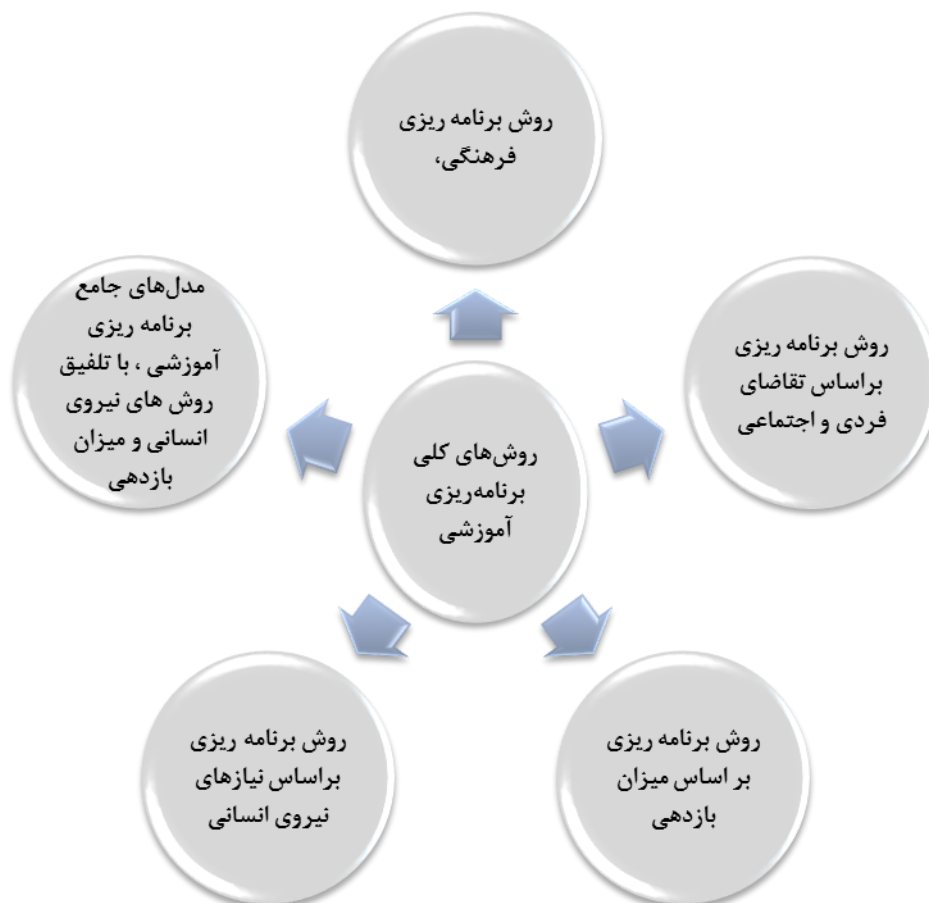 روش برنامه ریزی
فرهنگی،
مدل‌های جامع
برنامه ریزی
آموزشی ، با تلفیق
روش های نیروی
انسانی و میزان
بازدهی
روش برنامه ریزی
براساس تقاضای
فردی و اجتماعی
روش‌های کلی
برنامه‌ریزی
آموزشی
روش برنامه ریزی
براساس نیازهای
نیروی انسانی
روش برنامه ریزی
بر اساس میزان
بازدهی